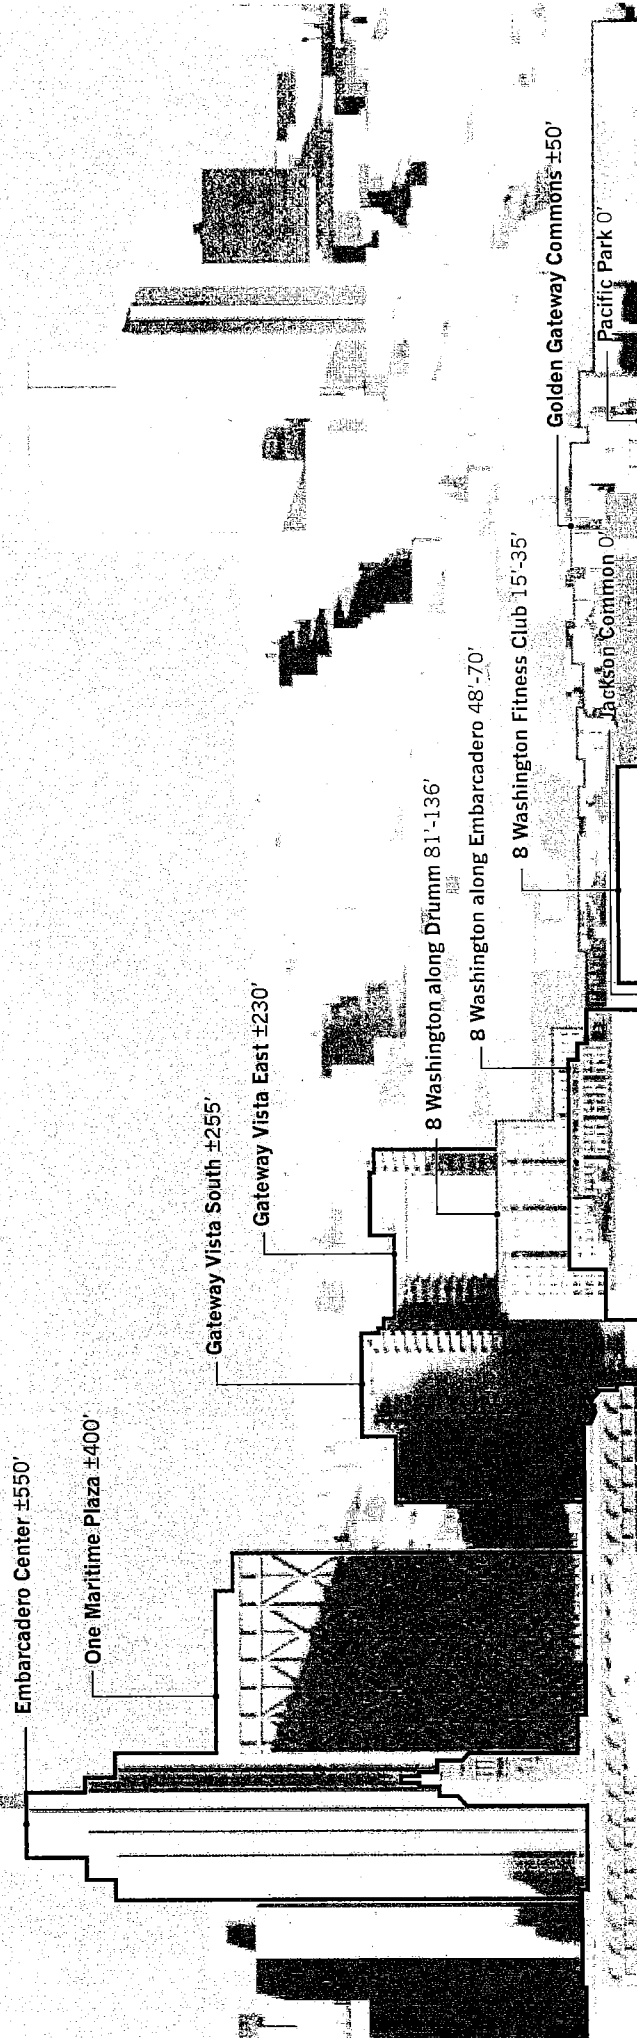 Embarcadero Center ±550'
One Maritime Plaza ±400'
Gateway Vista South ±255'
Gateway Vista East ±230'
8 Washington along Drumm 81'-136'
8 Washington along Embarcadero 48'-70'
8 Washington Fitness Club 15'-35'
Jackson Common 0'
Golden Gateway Commons ±50'
Pacific Park 0'